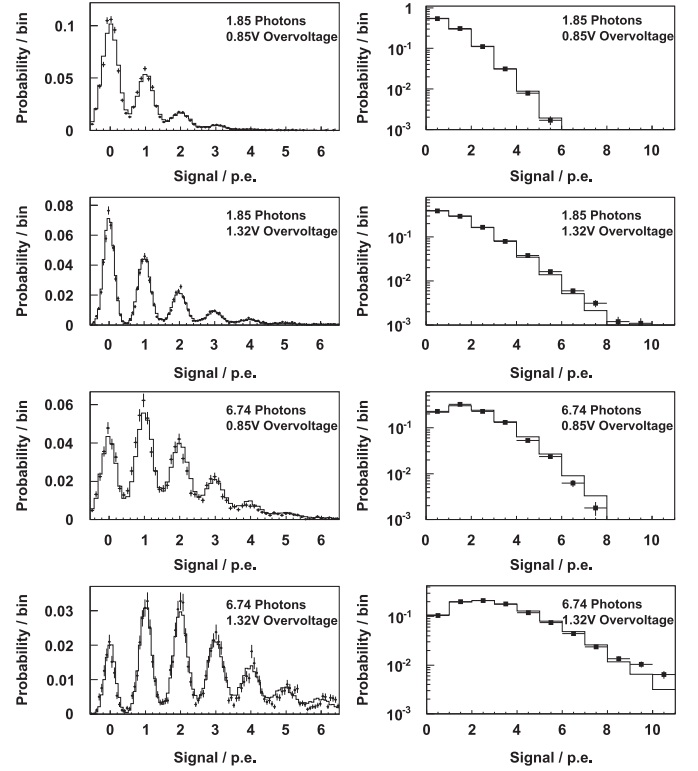 Probability / bin
0.1
0.05
0
1.85 Photons
0.85V Overvoltage
0 1 2 3 4 5 6
Signal / p.e.
Probability / bin
1
10-1
10-2
10-3
1.85 Photons
0.85V Overvoltage
0 2 4 6 8 10
Signal / p.e.
Probability / bin
0.08
0.06
0.04
0.02
0
1.85 Photons
1.32V Overvoltage
0 1 2 3 4 5 6
Signal / p.e.
Probability / bin
10-1
10-2
10-3
1.85 Photons
1.32V Overvoltage
0 2 4 6 8 10
Signal / p.e.
Probability / bin
0.06
0.04
0.02
0
6.74 Photons
0.85V Overvoltage
0 1 2 3 4 5 6
Signal / p.e.
Probability / bin
10-1
10-2
10-3
6.74 Photons
0.85V Overvoltage
0 2 4 6 8 10
Signal / p.e.
Probability / bin
0.03
0.02
0.01
0
6.74 Photons
1.32V Overvoltage
0 1 2 3 4 5 6
Signal / p.e.
Probability / bin
10-1
10-2
10-3
6.74 Photons
1.32V Overvoltage
0 2 4 6 8 10
Signal / p.e.